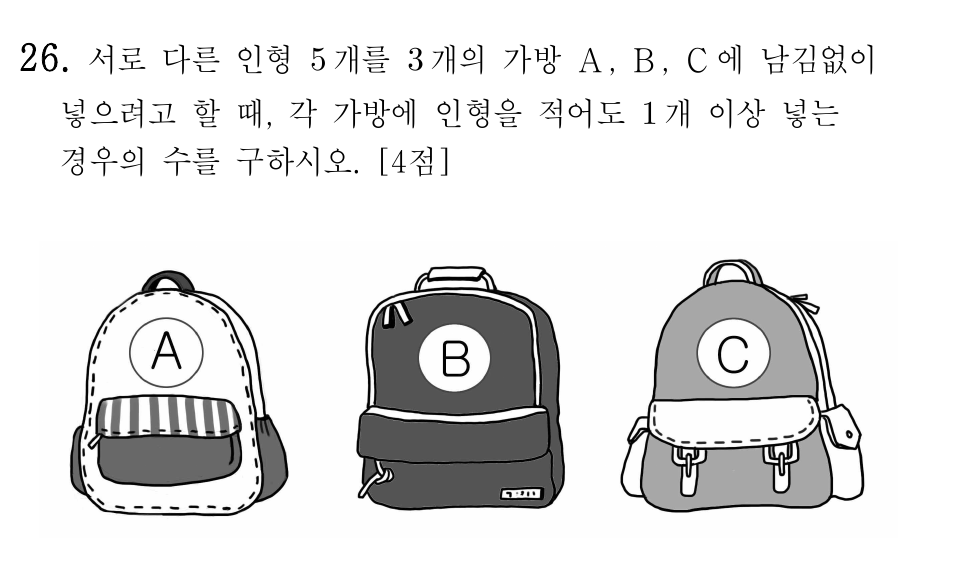 26. 서로 다른 인형 5개를 3개의 가방 A, B, C에 남김없이
넣으려고 할 때, 각 가방에 인형을 적어도 1개 이상 넣는
경우의 수를 구하시오. [4점]
A
B
C